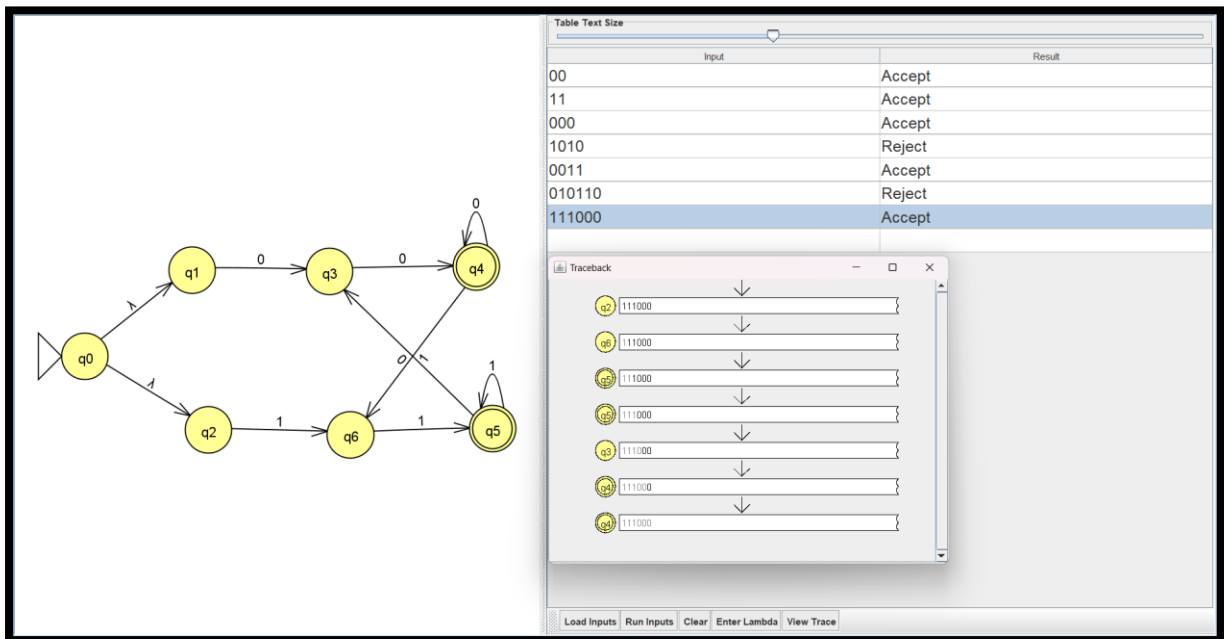 Table Text Size
Input Result
00 Accept
11 Accept
000 Accept
1010 Reject
0011 Accept
010110 Reject
111000 Accept
0
q1 0 q3 0 q4
λ
q0
0 1
λ
1
q2 1 q6 1 q5
Traceback
q2 111000
q6 111000
q5 111000
q5 111000
q3 111000
q4 111000
q4 111000
Load Inputs Run Inputs Clear Enter Lambda View Trace